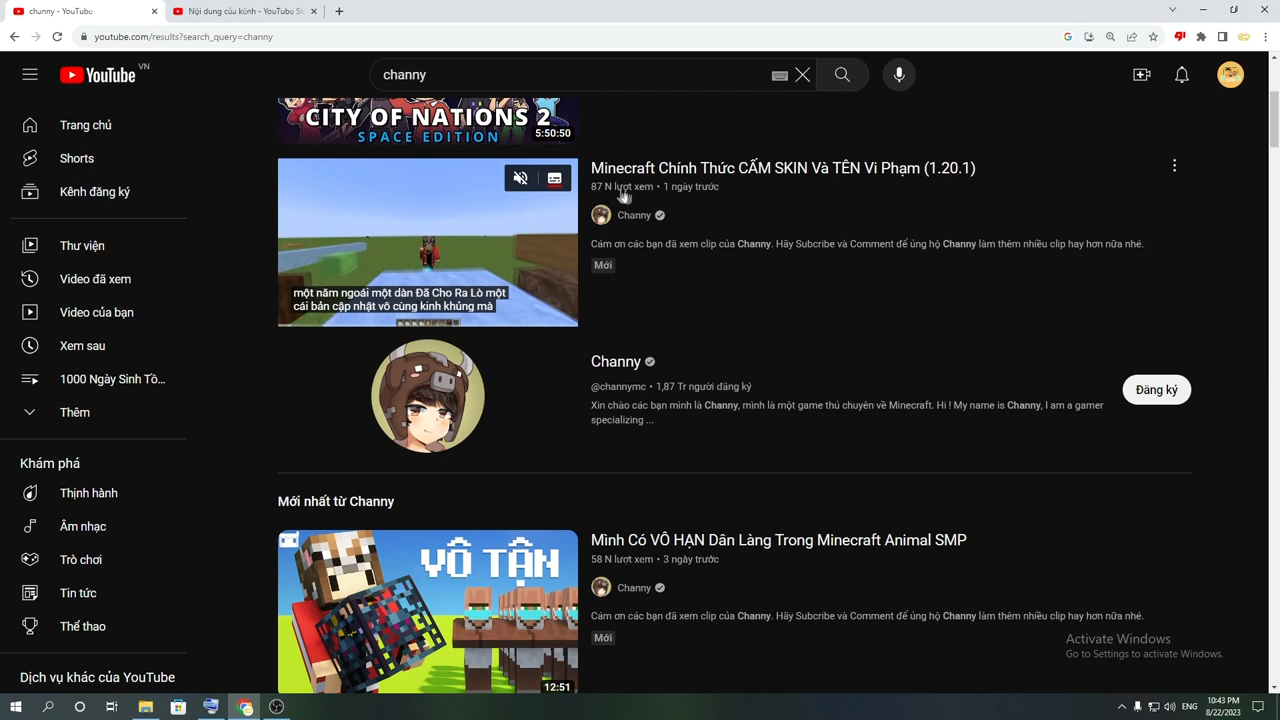 channy - YouTube
Nội dung của kênh - YouTube St
youtube.com/results?search_query=channy
YouTube VN
channy
Trang chủ
Shorts
Kênh đăng ký
Thư viện
Video đã xem
Video của bạn
Xem sau
1000 Ngày Sinh Tồ...
Thêm
Khám phá
Thịnh hành
Âm nhạc
Trò chơi
Tin tức
Thể thao
Dịch vụ khác của YouTube
CITY OF NATIONS 2
SPACE EDITION
5:50:50
Minecraft Chính Thức CẤM SKIN Và TÊN Vi Phạm (1.20.1)
87 N lượt xem • 1 ngày trước
Channy
Cám ơn các bạn đã xem clip của Channy. Hãy Subcribe và Comment để ủng hộ Channy làm thêm nhiều clip hay hơn nữa nhé.
Mới
một năm ngoái một dàn Đã Cho Ra Lò một
cái bản cập nhật vô cùng kinh khủng mà
Channy
@channymc • 1,87 Tr người đăng ký
Xin chào các bạn mình là Channy, mình là một game thủ chuyên về Minecraft. Hi ! My name is Channy, I am a gamer
specializing ...
Đăng ký
Mới nhất từ Channy
VÔ TẬN
12:51
Mình Có VÔ HẠN Dân Làng Trong Minecraft Animal SMP
58 N lượt xem • 3 ngày trước
Channy
Cám ơn các bạn đã xem clip của Channy. Hãy Subcribe và Comment để ủng hộ Channy làm thêm nhiều clip hay hơn nữa nhé.
Mới
Activate Windows
Go to Settings to activate Windows.
ENG
10:43 PM
8/22/2023